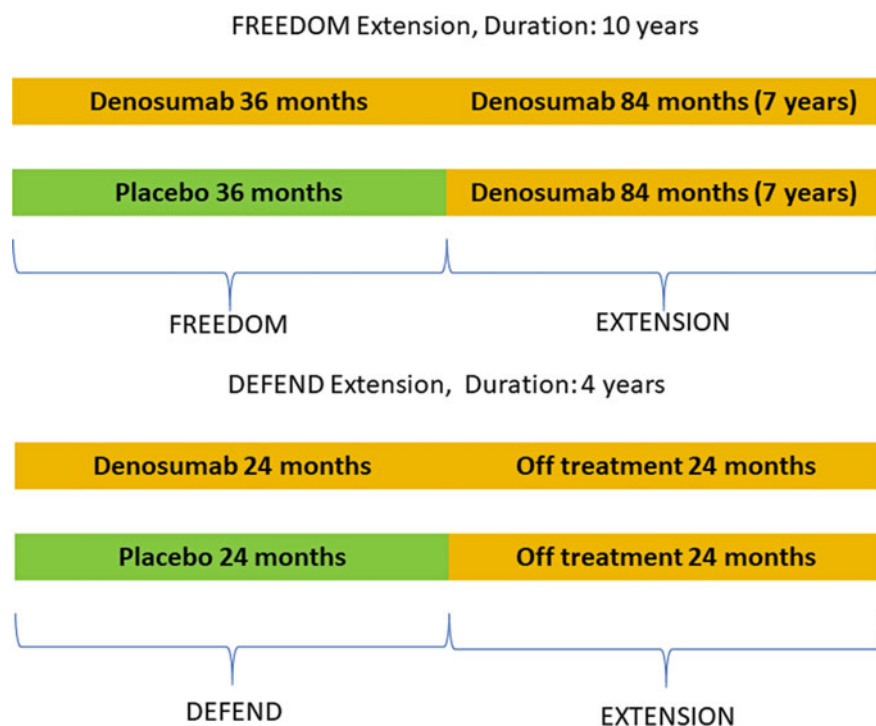 FREEDOM Extension, Duration: 10 years
Denosumab 36 months Denosumab 84 months (7 years)
Placebo 36 months Denosumab 84 months (7 years)
FREEDOM EXTENSION
DEFEND Extension, Duration: 4 years
Denosumab 24 months Off treatment 24 months
Placebo 24 months Off treatment 24 months
DEFEND EXTENSION